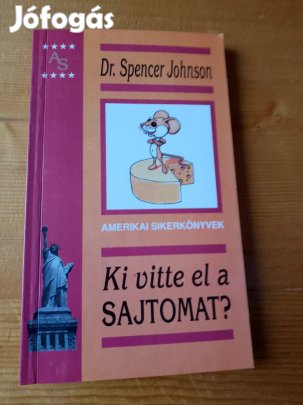 Jófogás
AS
Dr. Spencer Johnson
AMERIKAI SIKERKÖNYVEK
Ki vitte el a
SAJTOMAT?